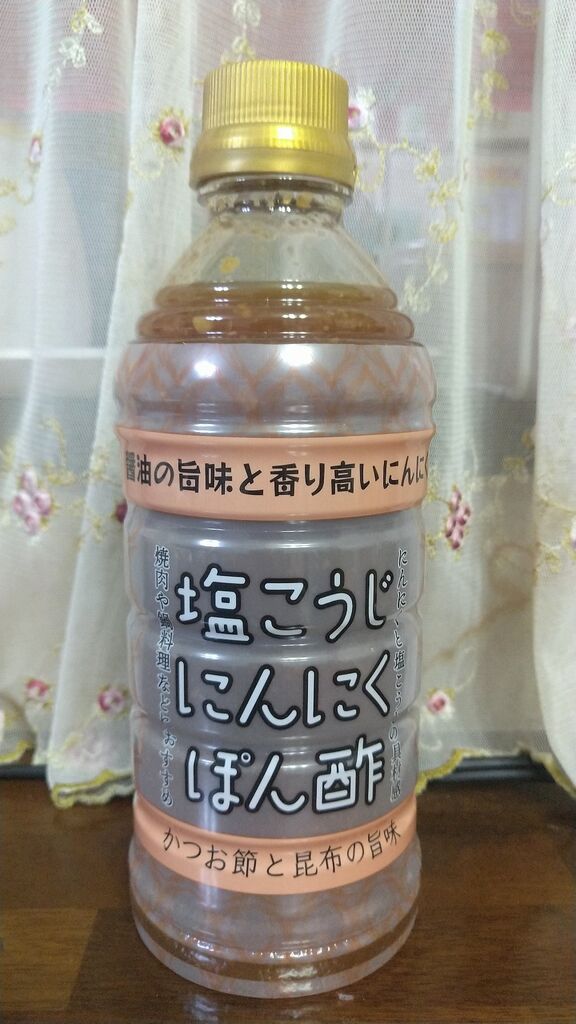 醤油の旨味と香り高いにんにく
塩こうじ
にんにく
ぽん酢
にんにくと塩こうじの具材感
焼肉や鍋料理などにおすすめ
かつお節と昆布の旨味